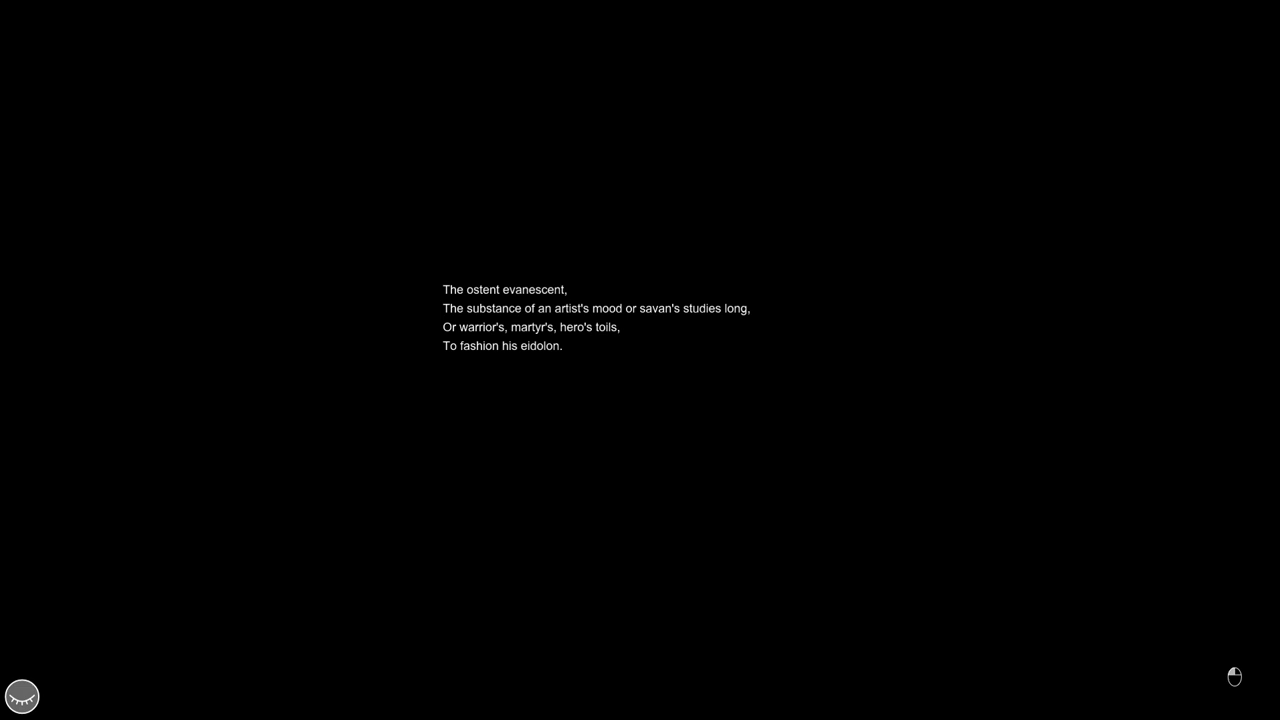 The ostent evanescent,
The substance of an artist's mood or savan's studies long,
Or warrior's, martyr's, hero's toils,
To fashion his eidolon.